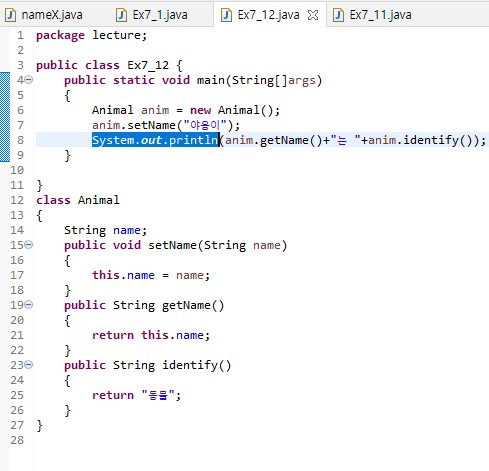 nameX.java Ex7_1.java Ex7_12.java Ex7_11.java
1 package lecture;
2
3 public class Ex7_12 {
4 public static void main(String[]args)
5 {
6 Animal anim = new Animal();
7 anim.setName("야옹이");
8 System.out.println(anim.getName()+"는 "+anim.identify());
9 }
10
11 }
12 class Animal
13 {
14 String name;
15 public void setName(String name)
16 {
17 this.name = name;
18 }
19 public String getName()
20 {
21 return this.name;
22 }
23 public String identify()
24 {
25 return "동물";
26 }
27 }
28